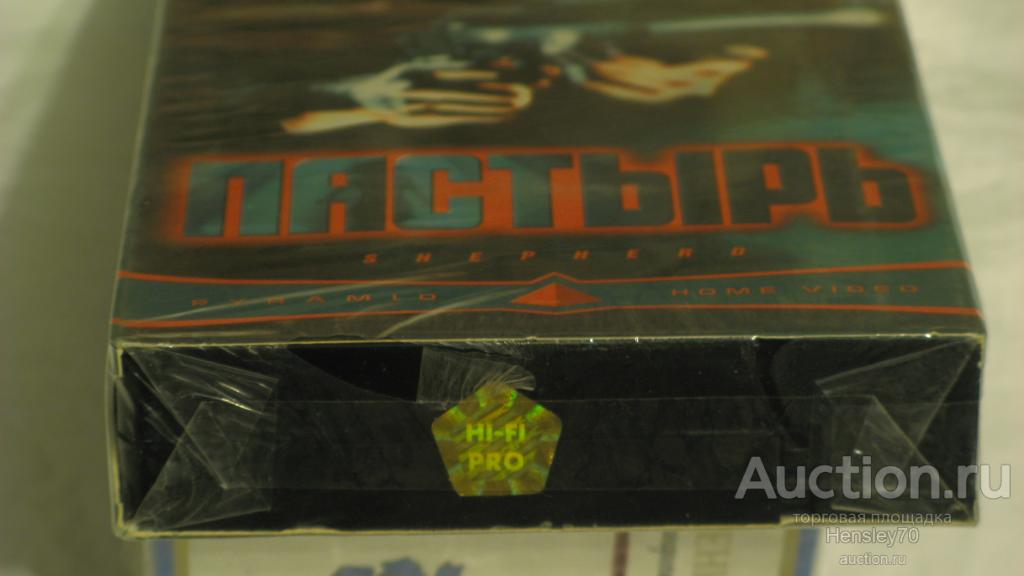 ПАСТЫРЬ
SHEPHERD
PYRAMID HOME VIDEO
HI-FI
PRO
Auction.ru
торговая площадка
Hensley70
auction.ru